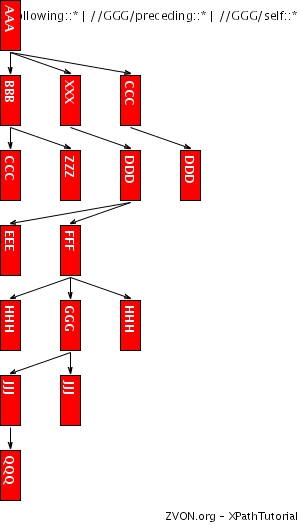 ollowing::* | //GGG/preceding::* | //GGG/self::*
AAA
BBB XXX CCC
CCC ZZZ DDD DDD
EEE FFF
HHH GGG HHH
JJJ JJJ
QQQ
ZVON.org - XPathTutorial